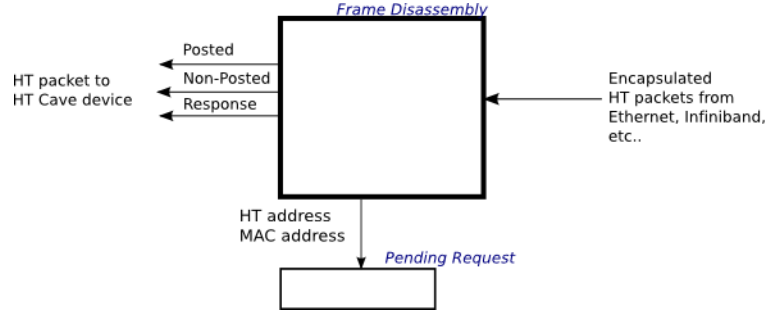 Frame Disassembly
Posted
Non-Posted
Response
HT packet to
HT Cave device
Encapsulated
HT packets from
Ethernet, Infiniband,
etc..
HT address
MAC address
Pending Request